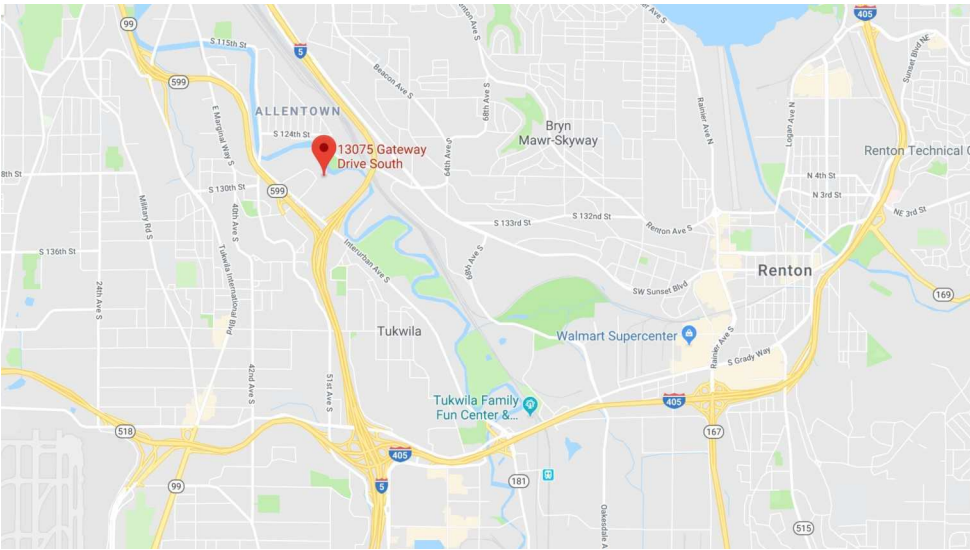 99
405
S 115th St
5
599
ALLENTOWN
Beacon Ave S
68th Ave S
E Marginal Way S
S 124th St
Bryn
Mawr-Skyway
Rainier Ave N
Logan Ave N
Sunset Blvd NE
13075 Gateway
Drive South
64th Ave S
Renton Technical C
8th St
S 130th St
599
N 4th St
N 3rd St
NE 3rd St
Military Rd S
40th Ave S
S 133rd St
S 132nd St
Renton Ave S
S 136th St
Interurban Ave S
Tukwila International Blvd
68th Ave S
Renton
24th Ave S
SW Sunset Blvd
169
Tukwila
Walmart Supercenter
Rainier Ave S
S Grady Way
42nd Ave S
51st Ave S
Tukwila Family
Fun Center &...
405
518
167
405
5
99
181
Oakesdale A
515